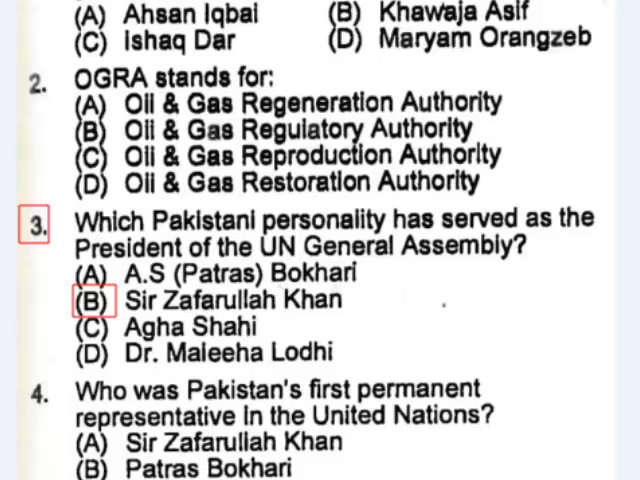 (A) Ahsan Iqbal (B) Khawaja Asif
(C) Ishaq Dar (D) Maryam Orangzeb
2. OGRA stands for:
(A) Oil & Gas Regeneration Authority
(B) Oil & Gas Regulatory Authority
(C) Oil & Gas Reproduction Authority
(D) Oil & Gas Restoration Authority
3. Which Pakistani personality has served as the
President of the UN General Assembly?
(A) A.S (Patras) Bokhari
(B) Sir Zafarullah Khan
(C) Agha Shahi
(D) Dr. Maleeha Lodhi
4. Who was Pakistan's first permanent
representative in the United Nations?
(A) Sir Zafarullah Khan
(B) Patras Bokhari